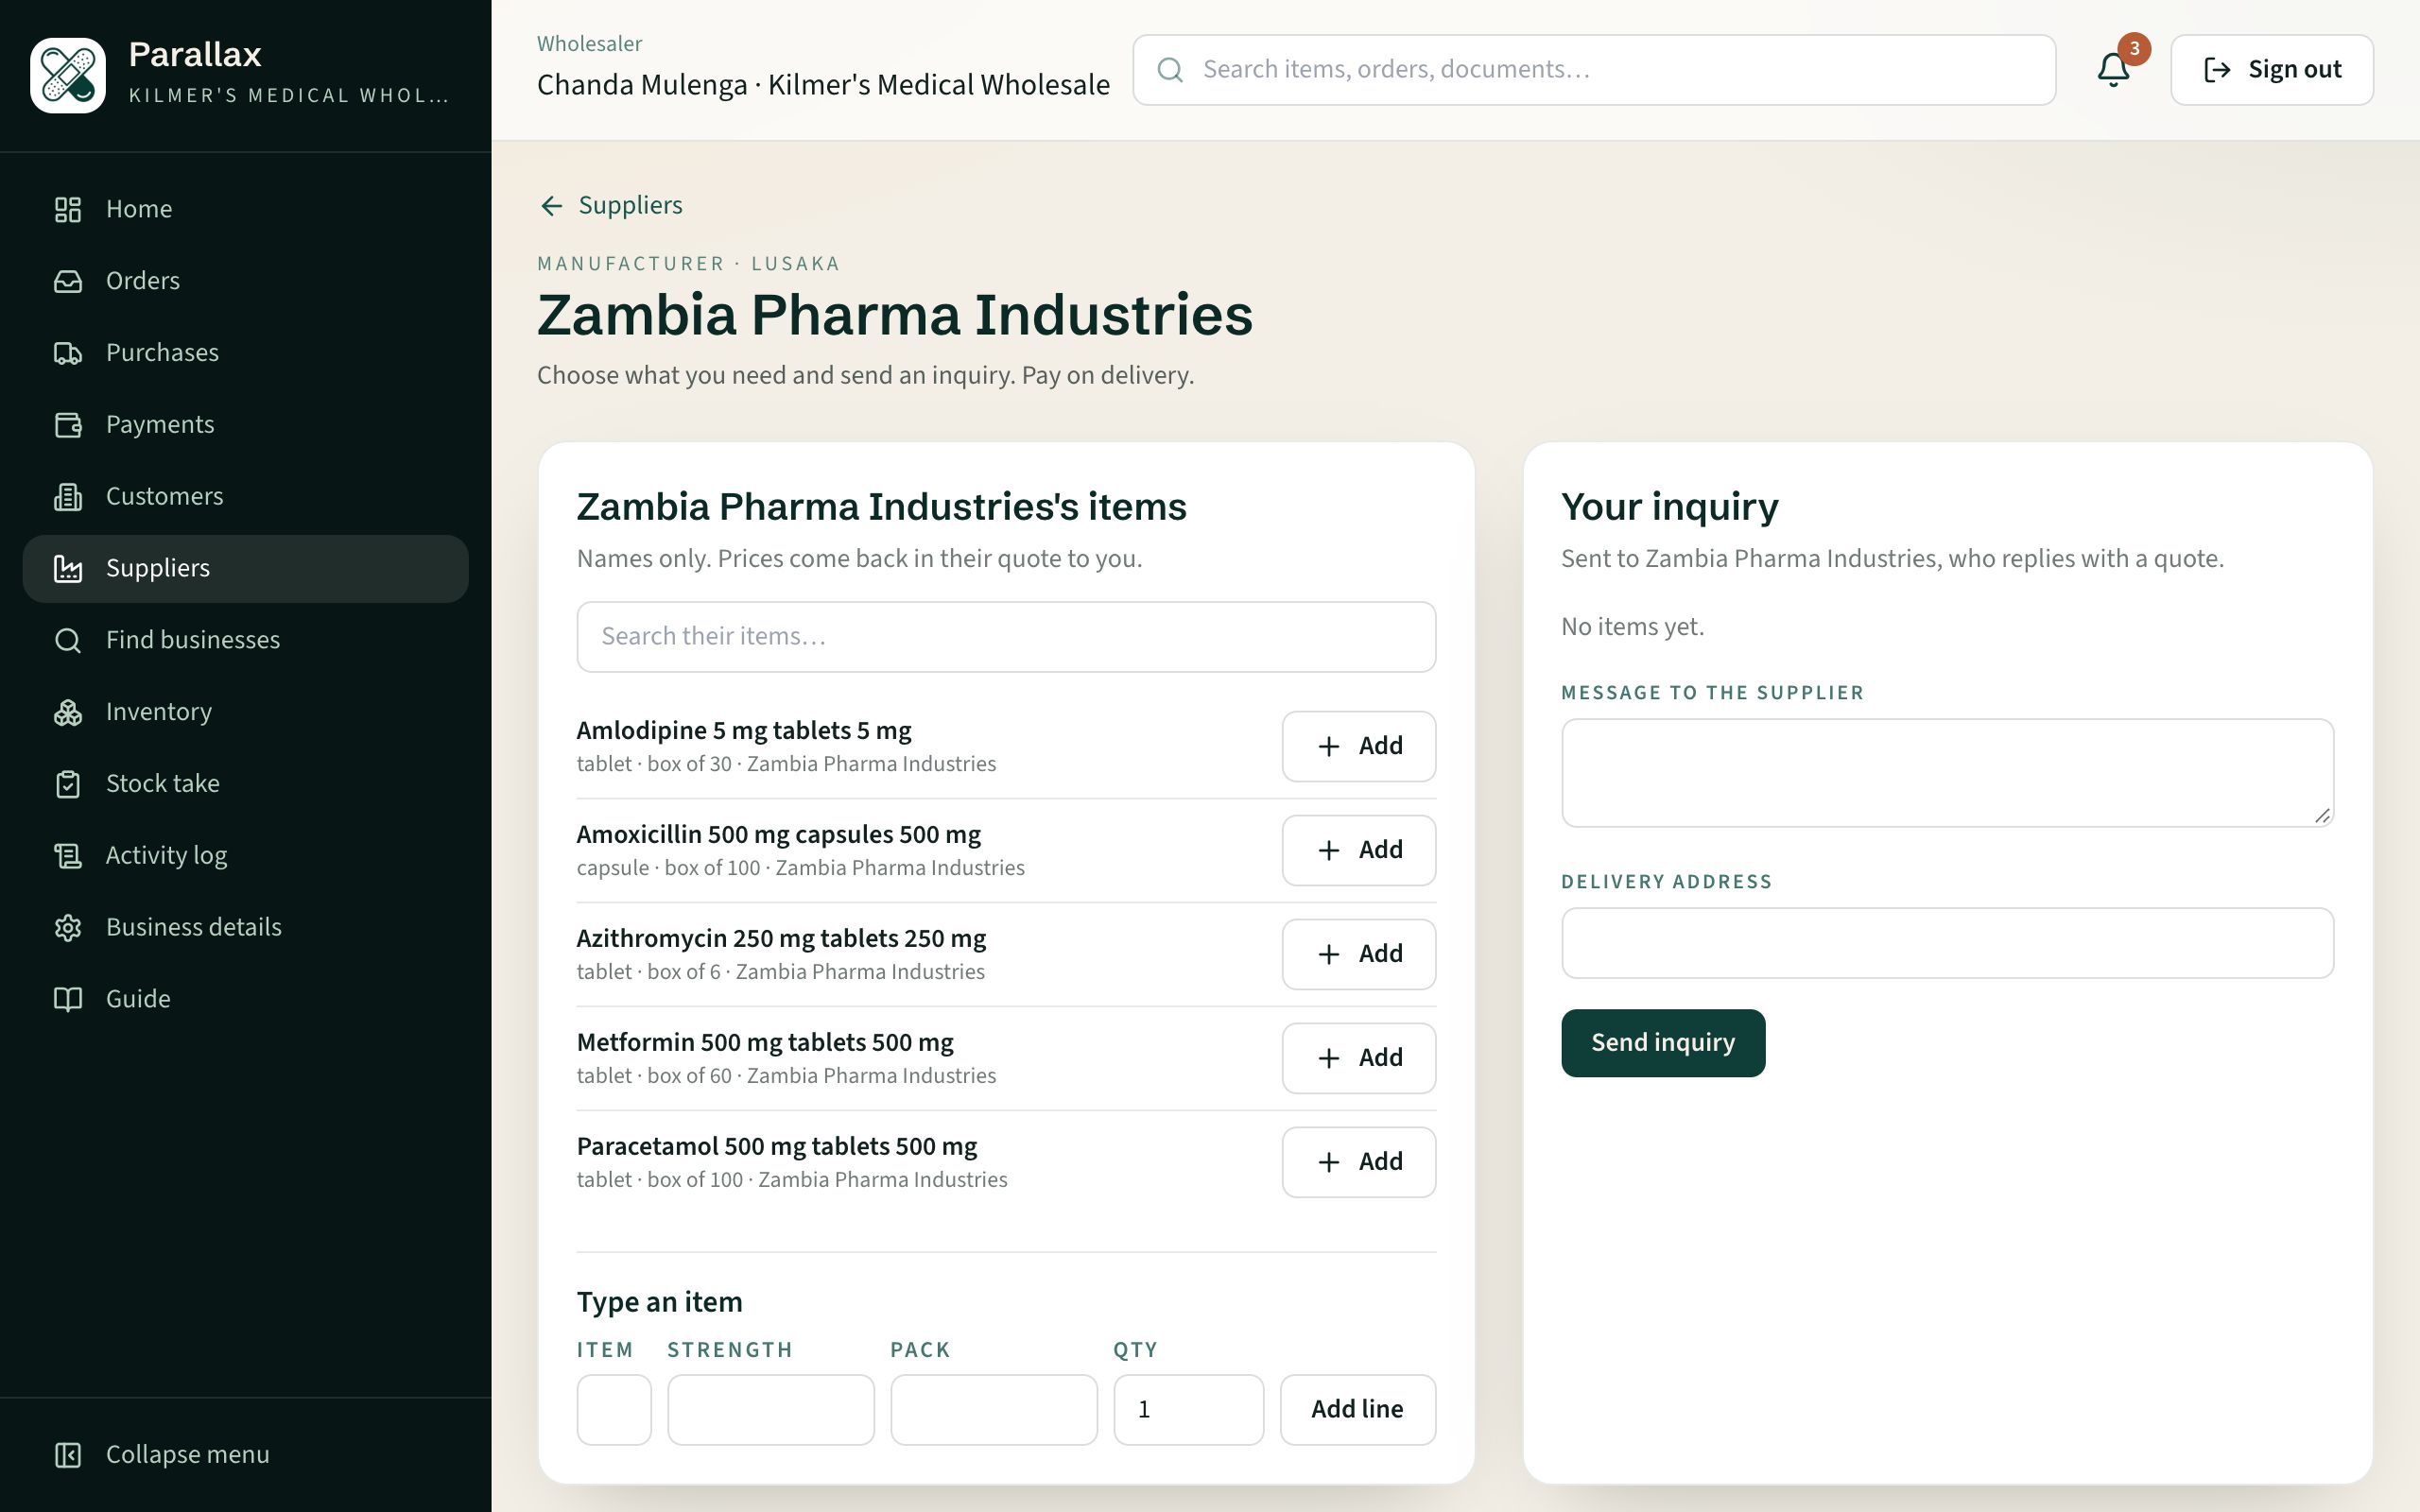 Parallax
KILMER'S MEDICAL WHOL…
Home
Orders
Purchases
Payments
Customers
Suppliers
Find businesses
Inventory
Stock take
Activity log
Business details
Guide
Collapse menu
Wholesaler
Chanda Mulenga · Kilmer's Medical Wholesale
Search items, orders, documents…
3
Sign out
Suppliers
MANUFACTURER · LUSAKA
Zambia Pharma Industries
Choose what you need and send an inquiry. Pay on delivery.
Zambia Pharma Industries's items
Names only. Prices come back in their quote to you.
Search their items…
Amlodipine 5 mg tablets 5 mg
tablet · box of 30 · Zambia Pharma Industries
Add
Amoxicillin 500 mg capsules 500 mg
capsule · box of 100 · Zambia Pharma Industries
Add
Azithromycin 250 mg tablets 250 mg
tablet · box of 6 · Zambia Pharma Industries
Add
Metformin 500 mg tablets 500 mg
tablet · box of 60 · Zambia Pharma Industries
Add
Paracetamol 500 mg tablets 500 mg
tablet · box of 100 · Zambia Pharma Industries
Add
Type an item
ITEM STRENGTH PACK QTY
1
Add line
Your inquiry
Sent to Zambia Pharma Industries, who replies with a quote.
No items yet.
MESSAGE TO THE SUPPLIER
DELIVERY ADDRESS
Send inquiry